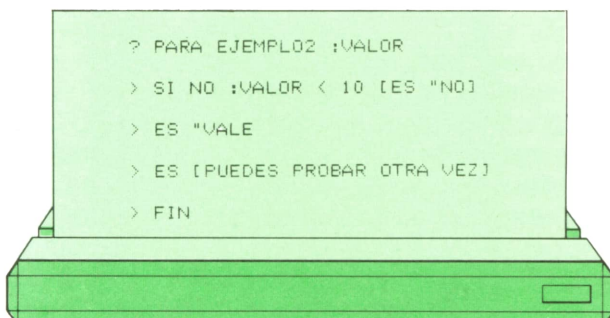 ? PARA EJEMPLO2 :VALOR
> SI NO :VALOR < 10 [ES "NO]
> ES "VALE
> ES [PUEDES PROBAR OTRA VEZ]
> FIN